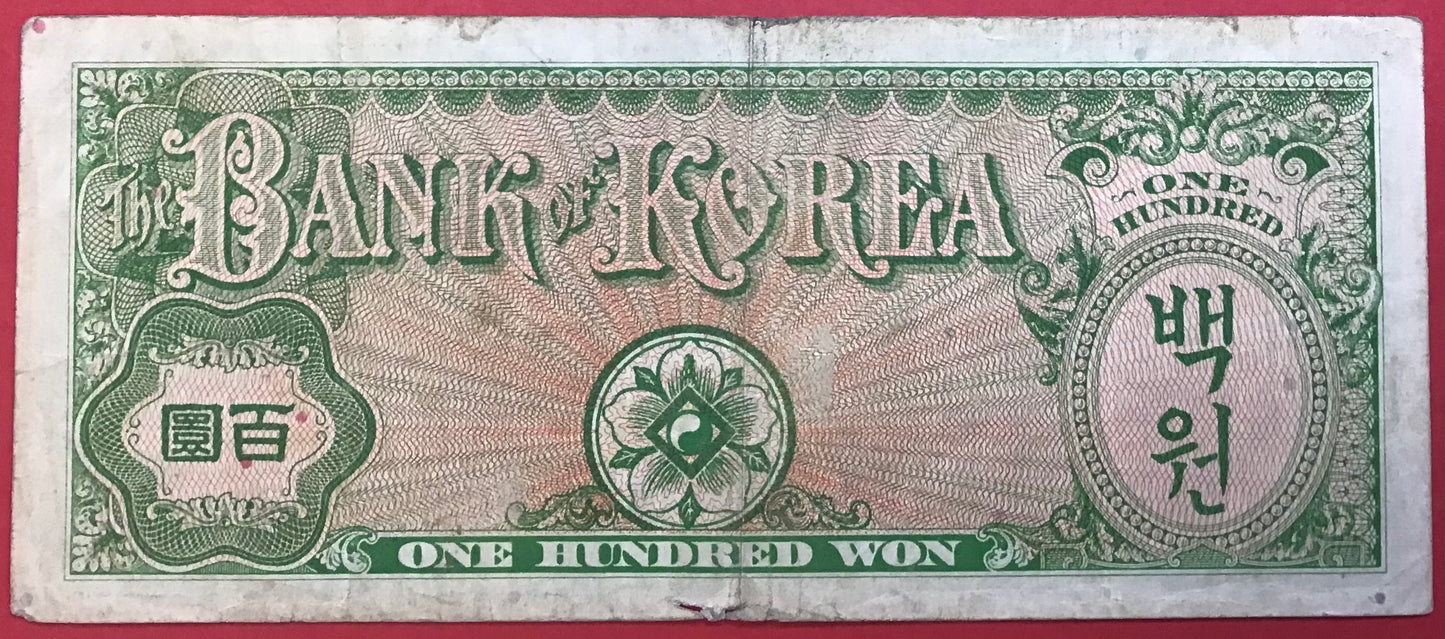 The BANK OF KOREA
ONE
HUNDRED
백
원
圓百
ONE HUNDRED WON